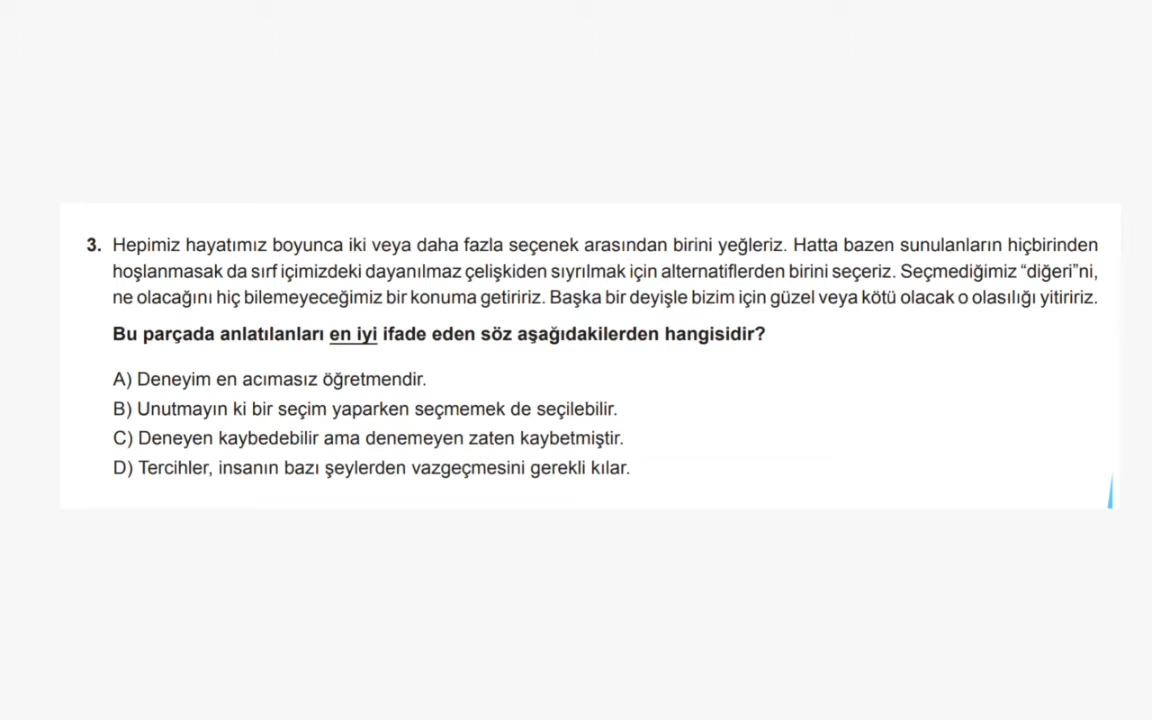 3. Hepimiz hayatımız boyunca iki veya daha fazla seçenek arasından birini yeğleriz. Hatta bazen sunulanların hiçbirinden
hoşlanmasak da sırf içimizdeki dayanılmaz çelişkiden sıyrılmak için alternatiflerden birini seçeriz. Seçmediğimiz “diğeri”ni,
ne olacağını hiç bilemeyeceğimiz bir konuma getiririz. Başka bir deyişle bizim için güzel veya kötü olacak o olasılığı yitiririz.
Bu parçada anlatılanları en iyi ifade eden söz aşağıdakilerden hangisidir?
A) Deneyim en acımasız öğretmendir.
B) Unutmayın ki bir seçim yaparken seçmemek de seçilebilir.
C) Deneyen kaybedebilir ama denemeyen zaten kaybetmiştir.
D) Tercihler, insanın bazı şeylerden vazgeçmesini gerekli kılar.